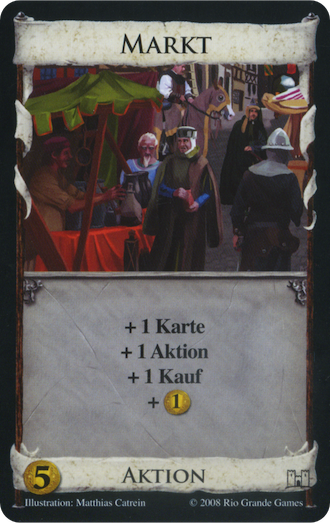 MARKT
+ 1 Karte
+ 1 Aktion
+ 1 Kauf
+ 1
5
AKTION
Illustration: Matthias Catrein © 2008 Rio Grande Games